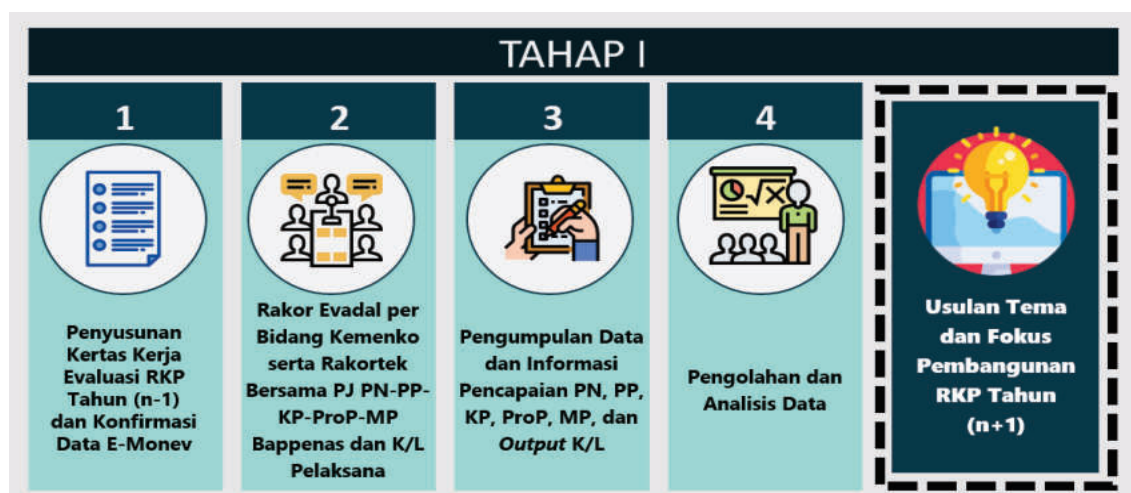 TAHAP I
1
Penyusunan
Kertas Kerja
Evaluasi RKP
Tahun (n-1)
dan Konfirmasi
Data E-Monev
2
Rakor Evadal per
Bidang Kemenko
serta Rakortek
Bersama PJ PN-PP-
KP-ProP-MP
Bappenas dan K/L
Pelaksana
3
Pengumpulan Data
dan Informasi
Pencapaian PN, PP,
KP, ProP, MP, dan
Output K/L
4
Pengolahan dan
Analisis Data
Usulan Tema
dan Fokus
Pembangunan
RKP Tahun
(n+1)